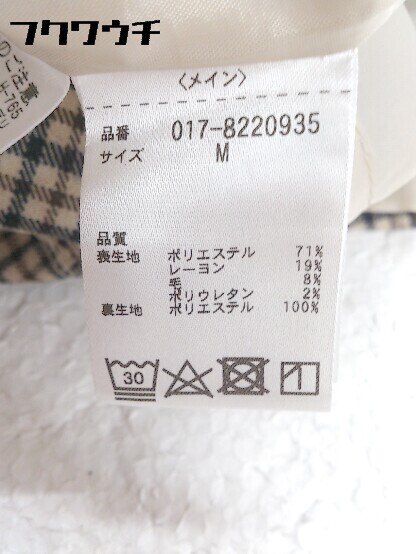 フクワウチ
〈メイン〉
品番 017-8220935
サイズ M
品質
表生地 ポリエステル 71%
レーヨン 19%
毛 8%
ポリウレタン 2%
裏生地 ポリエステル 100%
30